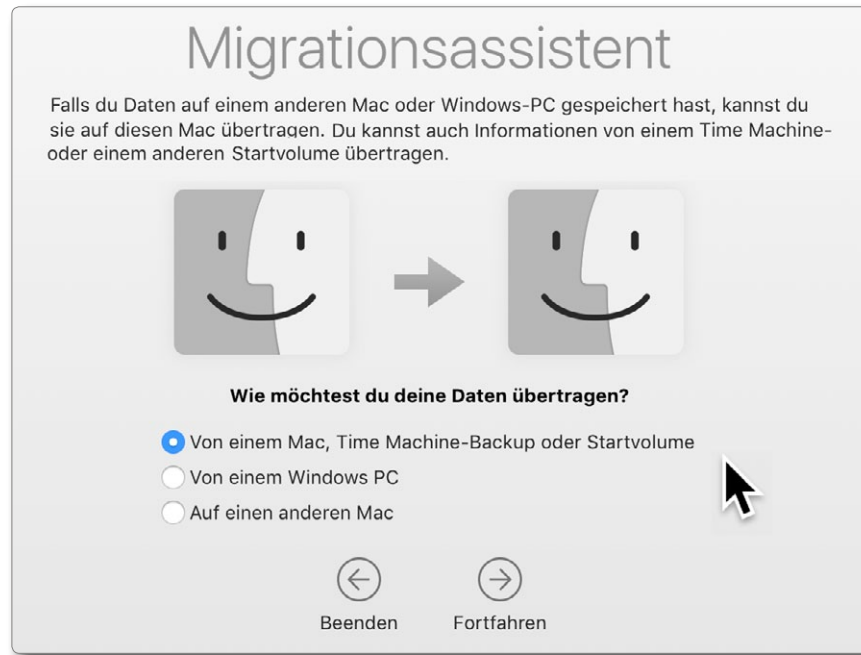 Migrationsassistent
Falls du Daten auf einem anderen Mac oder Windows-PC gespeichert hast, kannst du
sie auf diesen Mac übertragen. Du kannst auch Informationen von einem Time Machine-
oder einem anderen Startvolume übertragen.
Wie möchtest du deine Daten übertragen?
Von einem Mac, Time Machine-Backup oder Startvolume
Von einem Windows PC
Auf einen anderen Mac
Beenden Fortfahren